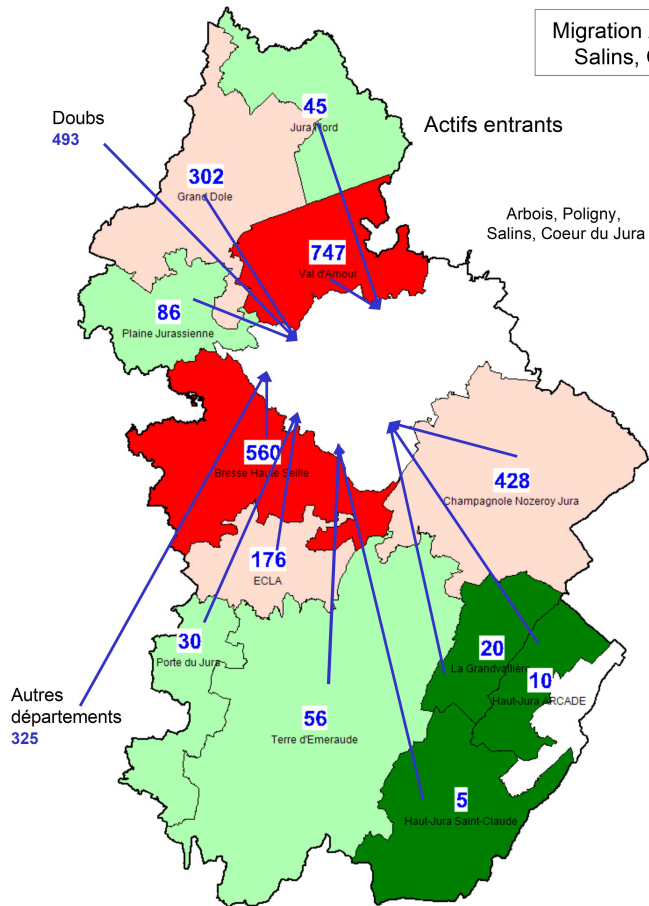 Migration
Salins,
Doubs
493
45
Jura Nord
Actifs entrants
302
Grand Dole
Arbois, Poligny,
Salins, Coeur du Jura
747
Val d'Amour
86
Plaine Jurassienne
560
Bresse Haute Seille
428
Champagnole Nozeroy Jura
176
ECLA
30
Porte du Jura
20
La Grandvallière
10
Haut-Jura ARCADE
Autres
départements
325
56
Terre d'Emeraude
5
Haut-Jura Saint-Claude